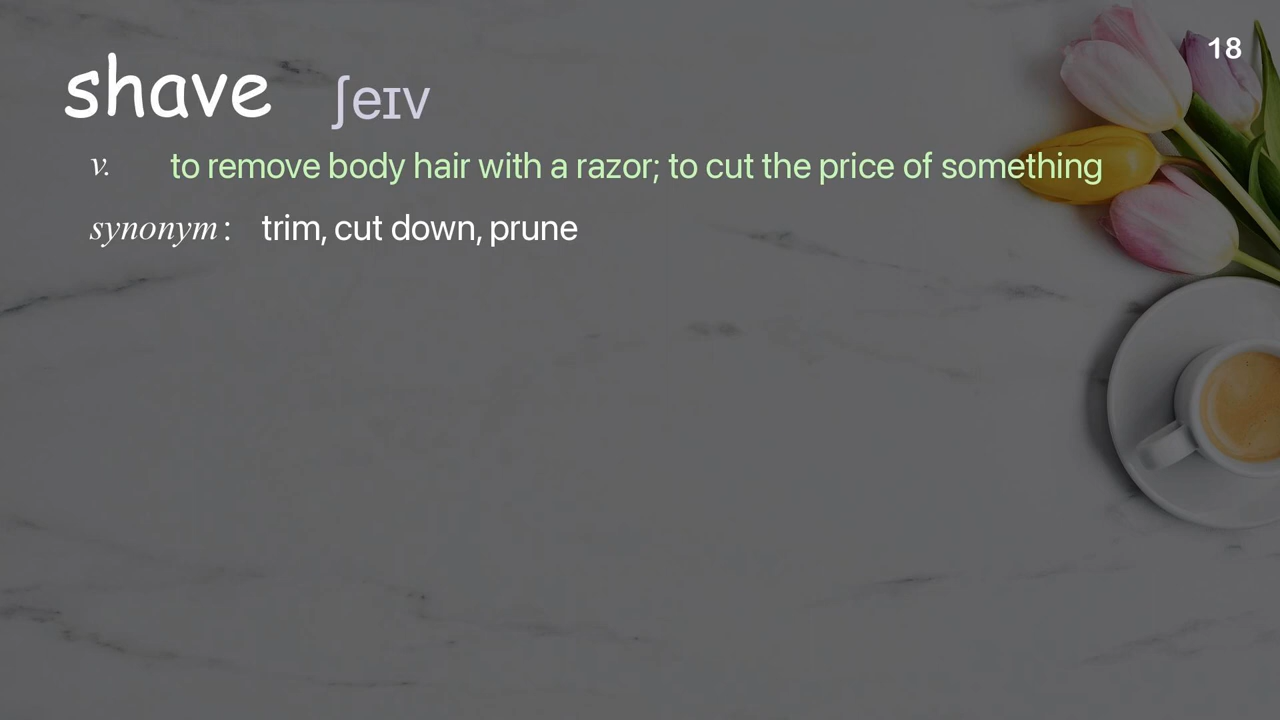 18
shave ʃeɪv
v. to remove body hair with a razor; to cut the price of something
synonym : trim, cut down, prune